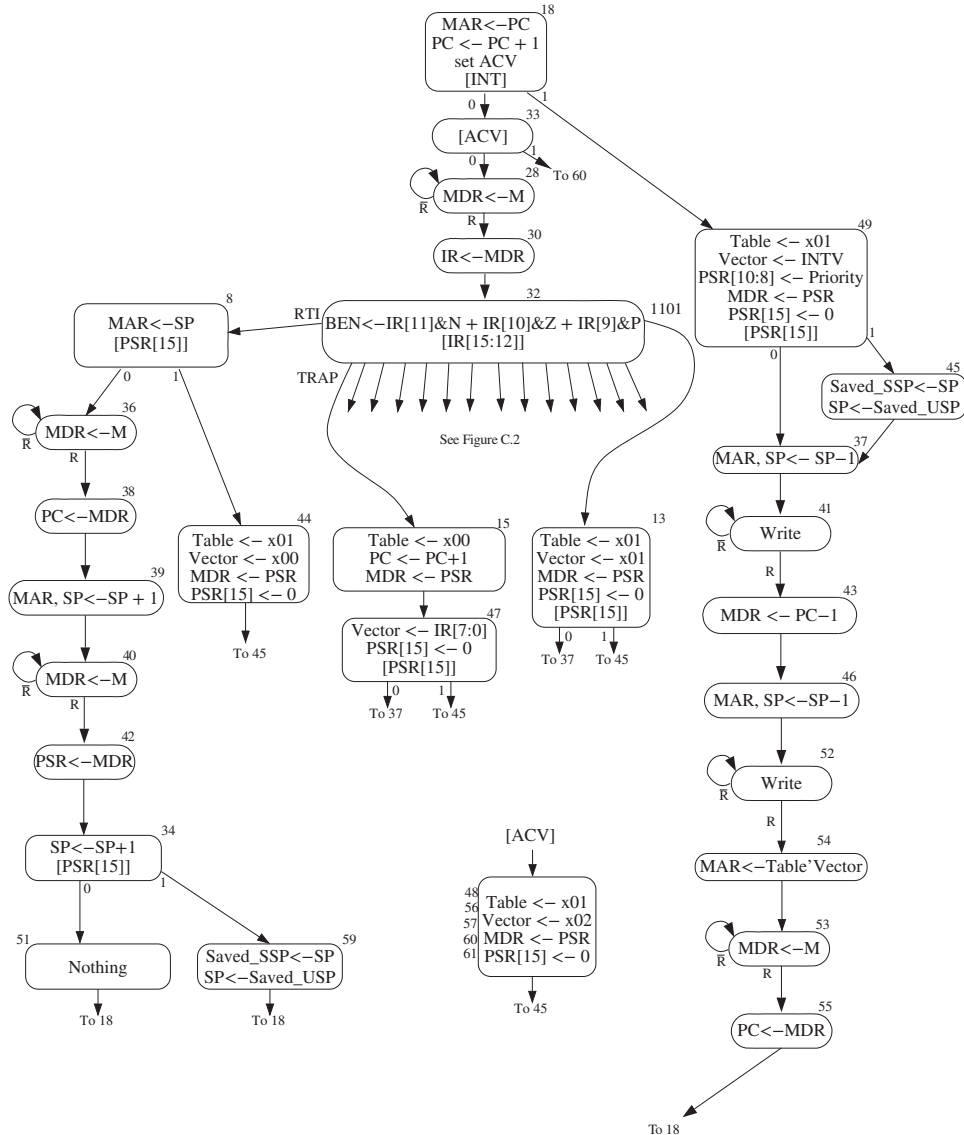 18
MAR<−PC
PC <− PC + 1
set ACV
[INT]
0
1
33
[ACV]
0
1
To 60
28
MDR<−M
R̅
R
30
IR<−MDR
32
BEN<−IR[11]&N + IR[10]&Z + IR[9]&P
[IR[15:12]]
RTI
1101
TRAP
See Figure C.2
8
MAR<−SP
[PSR[15]]
0
1
36
MDR<−M
R̅
R
38
PC<−MDR
39
MAR, SP<−SP + 1
40
MDR<−M
R̅
R
42
PSR<−MDR
34
SP<−SP+1
[PSR[15]]
0
1
51
Nothing
To 18
59
Saved_SSP<−SP
SP<−Saved_USP
To 18
44
Table <− x01
Vector <− x00
MDR <− PSR
PSR[15] <− 0
To 45
15
Table <− x00
PC <− PC+1
MDR <− PSR
47
Vector <− IR[7:0]
PSR[15] <− 0
[PSR[15]]
0
1
To 37
To 45
13
Table <− x01
Vector <− x01
MDR <− PSR
PSR[15] <− 0
[PSR[15]]
0
1
To 37
To 45
[ACV]
48
56
57
60
61
Table <− x01
Vector <− x02
MDR <− PSR
PSR[15] <− 0
To 45
49
Table <− x01
Vector <− INTV
PSR[10:8] <− Priority
MDR <− PSR
PSR[15] <− 0
[PSR[15]]
0
1
45
Saved_SSP<−SP
SP<−Saved_USP
37
MAR, SP<− SP−1
41
Write
R̅
R
43
MDR <− PC−1
46
MAR, SP<−SP−1
52
Write
R̅
R
54
MAR<−Table’Vector
53
MDR<−M
R̅
R
55
PC<−MDR
To 18